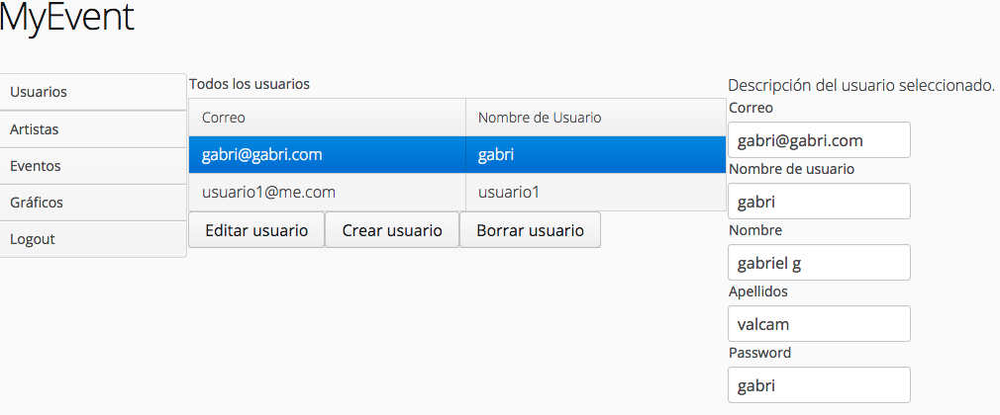 MyEvent
Usuarios
Artistas
Eventos
Gráficos
Logout
Todos los usuarios
Correo Nombre de Usuario
gabri@gabri.com gabri
usuario1@me.com usuario1
Editar usuario Crear usuario Borrar usuario
Descripción del usuario seleccionado.
Correo
gabri@gabri.com
Nombre de usuario
gabri
Nombre
gabriel g
Apellidos
valcam
Password
gabri